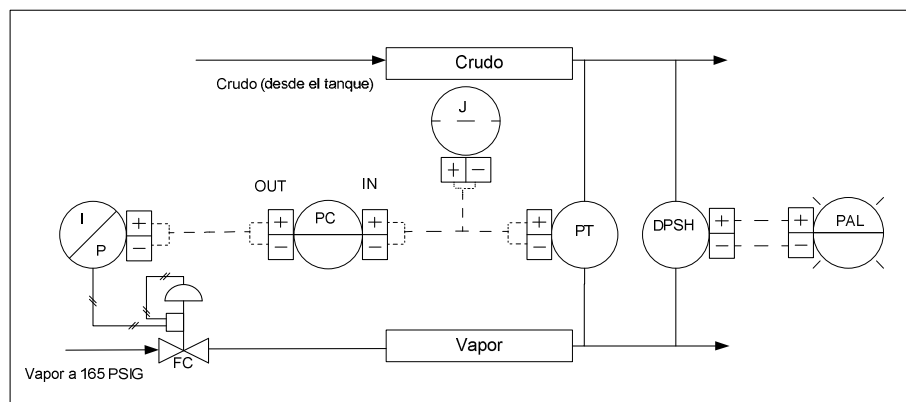 Crudo
Crudo (desde el tanque)
J
+ -
OUT
IN
I
P
+
-
+
-
PC
+
-
+
-
PT
DPSH
+
-
+
-
PAL
FC
Vapor
Vapor a 165 PSIG